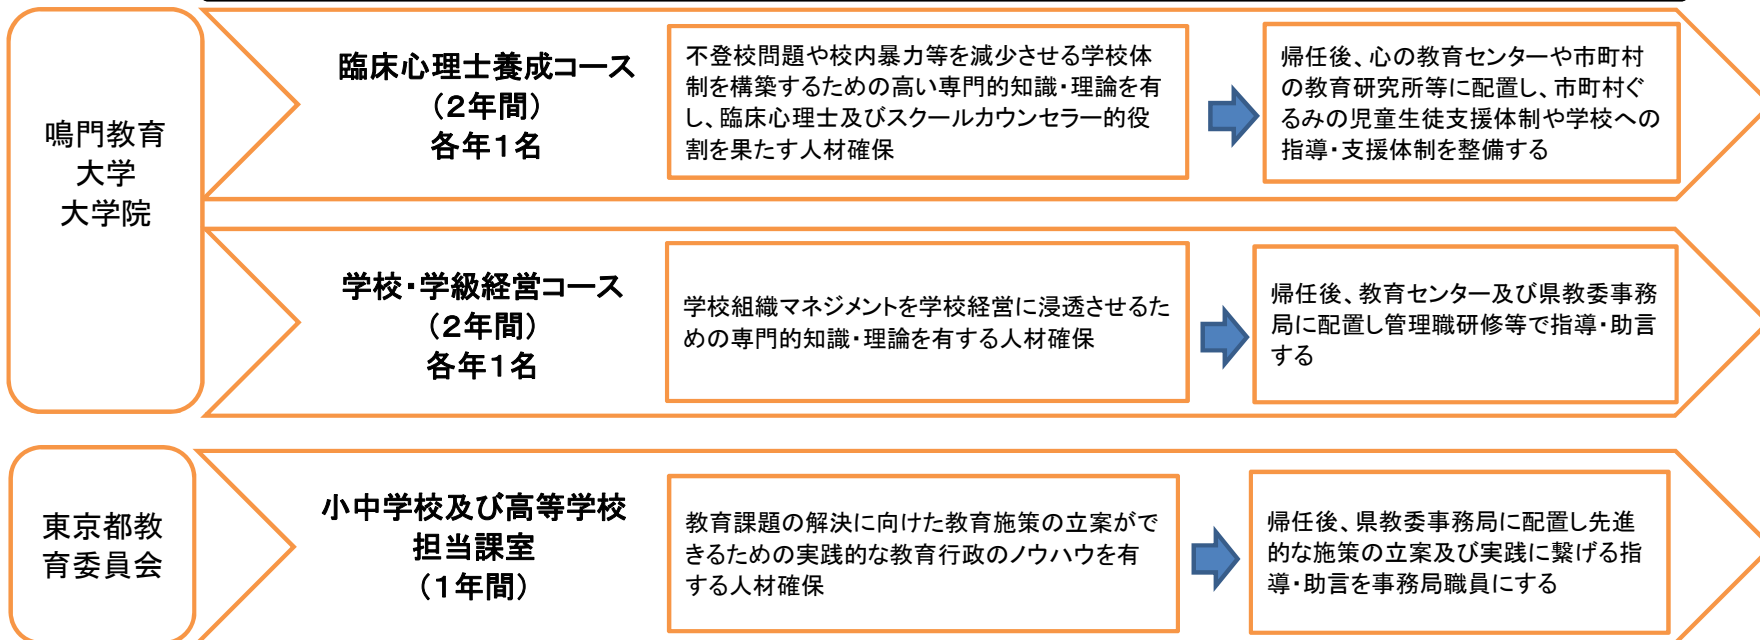 鳴門教育
大学
大学院
臨床心理士養成コース
（２年間）
各年１名
不登校問題や校内暴力等を減少させる学校体
制を構築するための高い専門的知識・理論を有
し、臨床心理士及びスクールカウンセラー的役
割を果たす人材確保
帰任後、心の教育センターや市町村
の教育研究所等に配置し、市町村ぐ
るみの児童生徒支援体制や学校への
指導・支援体制を整備する
学校・学級経営コース
（２年間）
各年１名
学校組織マネジメントを学校経営に浸透させるた
めの専門的知識・理論を有する人材確保
帰任後、教育センター及び県教委事務
局に配置し管理職研修等で指導・助言
する
東京都教
育委員会
小中学校及び高等学校
担当課室
（１年間）
教育課題の解決に向けた教育施策の立案がで
きるための実践的な教育行政のノウハウを有
する人材確保
帰任後、県教委事務局に配置し先進
的な施策の立案及び実践に繋げる指
導・助言を事務局職員にする